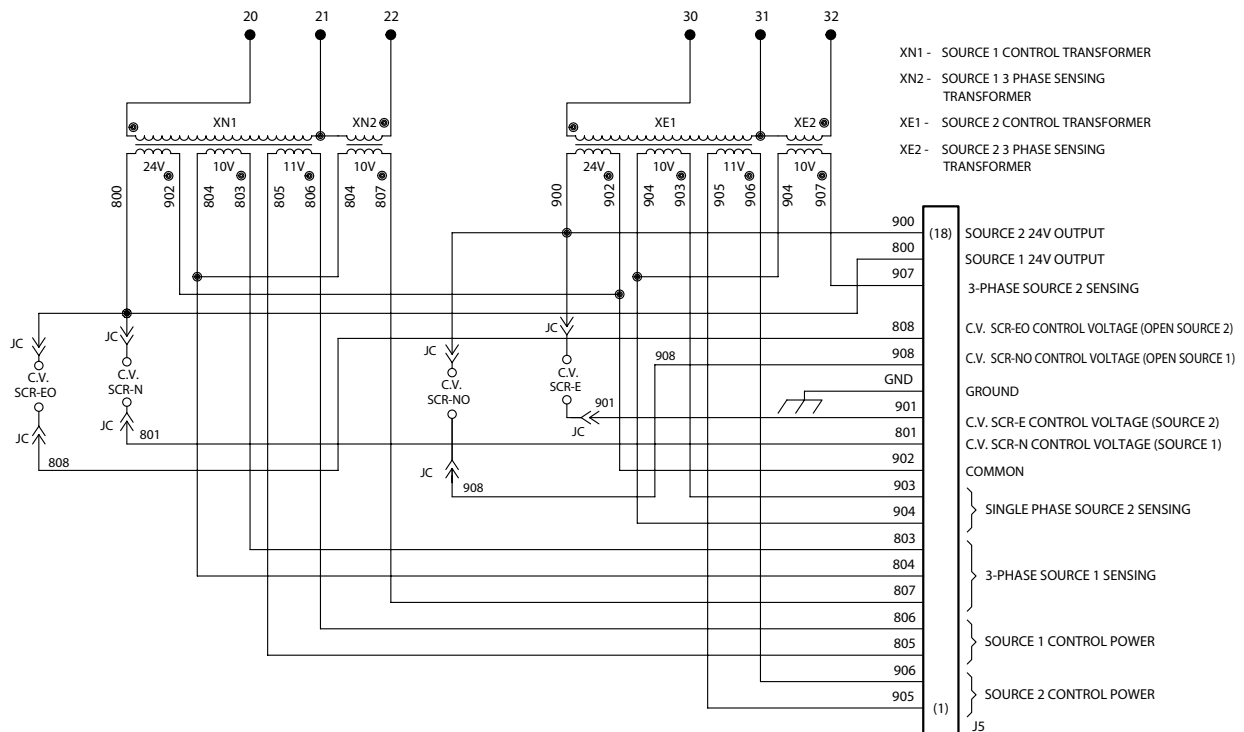 20 21 22 30 31 32
XN1 - SOURCE 1 CONTROL TRANSFORMER
XN2 - SOURCE 1 3 PHASE SENSING
TRANSFORMER
XE1 - SOURCE 2 CONTROL TRANSFORMER
XE2 - SOURCE 2 3 PHASE SENSING
TRANSFORMER
XN1 XN2 XE1 XE2
24V 10V 11V 10V 24V 10V 11V 10V
800 902 804 803 805 806 804 807 900 902 904 903 905 906 904 907
900 (18) SOURCE 2 24V OUTPUT
800 SOURCE 1 24V OUTPUT
907 3-PHASE SOURCE 2 SENSING
808 C.V. SCR-EO CONTROL VOLTAGE (OPEN SOURCE 2)
908 908 C.V. SCR-NO CONTROL VOLTAGE (OPEN SOURCE 1)
GND GROUND
901 C.V. SCR-E CONTROL VOLTAGE (SOURCE 2)
801 C.V. SCR-N CONTROL VOLTAGE (SOURCE 1)
902 COMMON
903
904 SINGLE PHASE SOURCE 2 SENSING
803
804 3-PHASE SOURCE 1 SENSING
807
806
805 SOURCE 1 CONTROL POWER
906
905 SOURCE 2 CONTROL POWER
(1)
J5
JC
C.V.
SCR-EO
JC
808
JC
C.V.
SCR-N
JC
801
JC
C.V.
SCR-NO
JC
908
JC
C.V.
SCR-E
901
JC